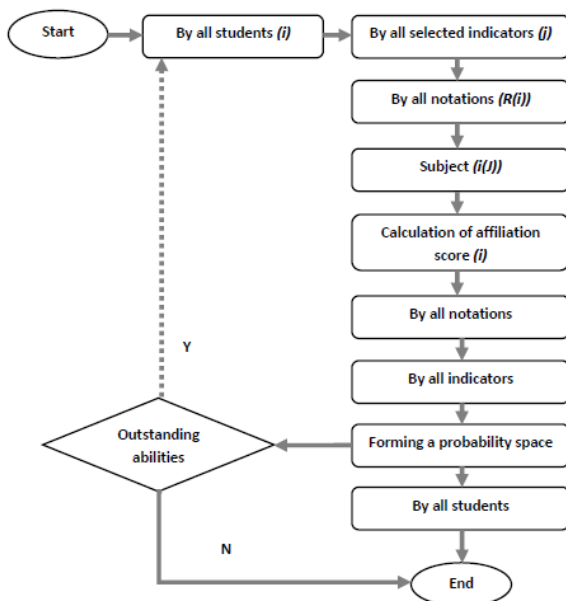 Start
By all students (i)
By all selected indicators (j)
By all notations (R(i))
Subject (i(J))
Calculation of affiliation
score (i)
By all notations
Y
By all indicators
Outstanding
abilities
Forming a probability space
By all students
N
End